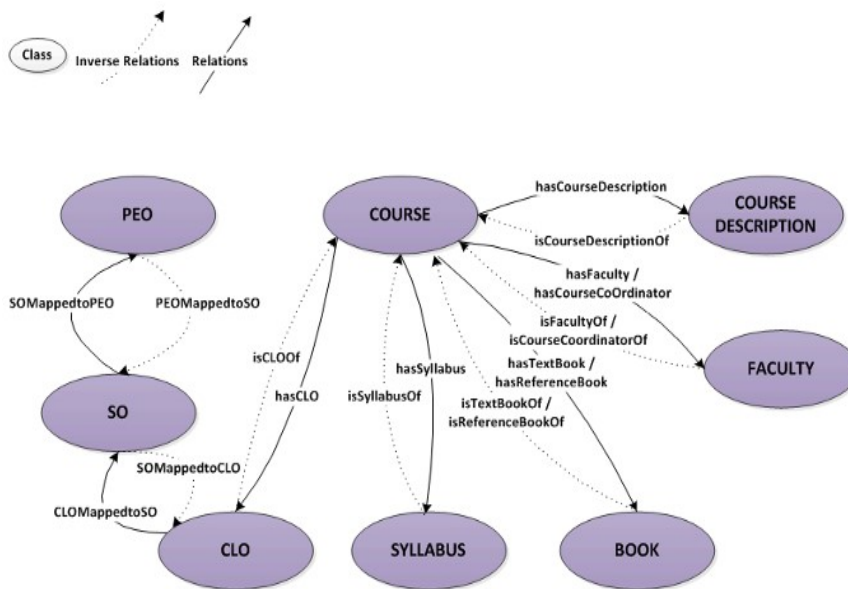 Class
Inverse Relations
Relations
PEO
COURSE
COURSE
DESCRIPTION
hasCourseDescription
isCourseDescriptionOf
hasFaculty /
hasCourseCoOrdinator
SOMappedtoPEO
PEOMappedtoSO
isFacultyOf /
isCourseCoordinatorOf
isCLOOf
hasSyllabus
hasTextBook /
hasReferenceBook
FACULTY
hasCLO
isSyllabusOf
isTextBookOf /
isReferenceBookOf
SO
SOMappedtoCLO
CLOMappedtoSO
CLO
SYLLABUS
BOOK